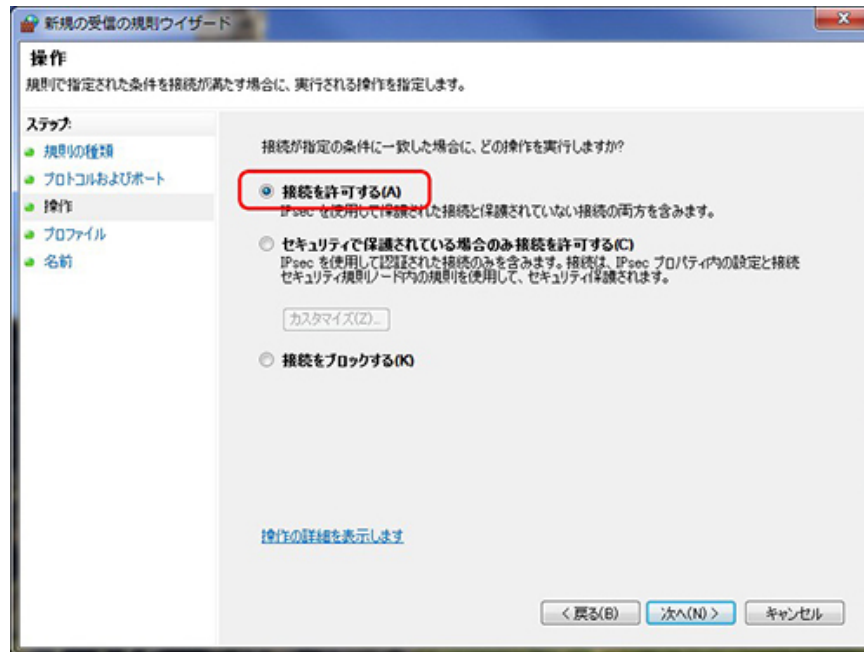 新規の受信の規則ウィザード
操作
規則で指定された条件を接続が満たす場合に、実行される操作を指定します。
ステップ:
規則の種類
プロトコルおよびポート
操作
プロファイル
名前
接続が指定の条件に一致した場合に、どの操作を実行しますか?
接続を許可する(A)
IPsec を使用して保護された接続と保護されていない接続の両方を含みます。
セキュリティで保護されている場合のみ接続を許可する(C)
IPsec を使用して認証された接続のみを含みます。接続は、IPsec プロパティ内の設定と接続
セキュリティ規則ノード内の規則を使用して、セキュリティ保護されます。
カスタマイズ(Z)...
接続をブロックする(K)
操作の詳細を表示します
< 戻る(B)
次へ(N) >
キャンセル